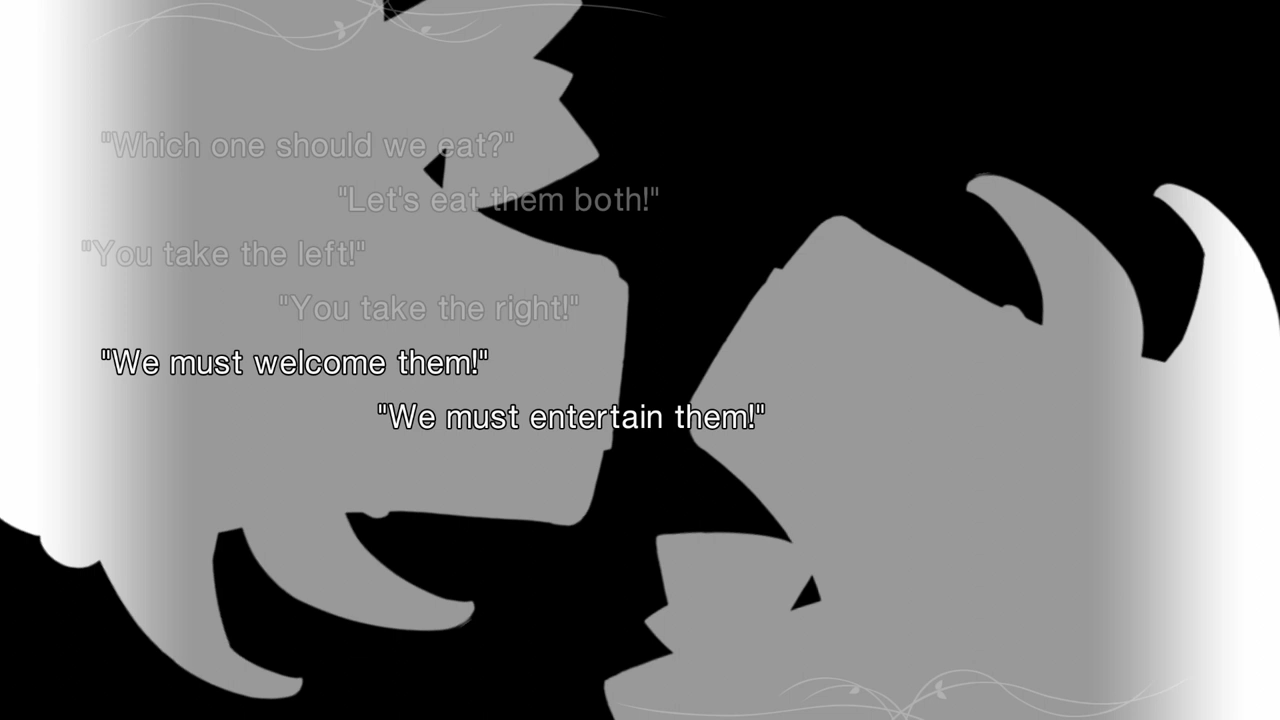 "Which one should we eat?"
"Let's eat them both!"
"You take the left!"
"You take the right!"
"We must welcome them!"
"We must entertain them!"